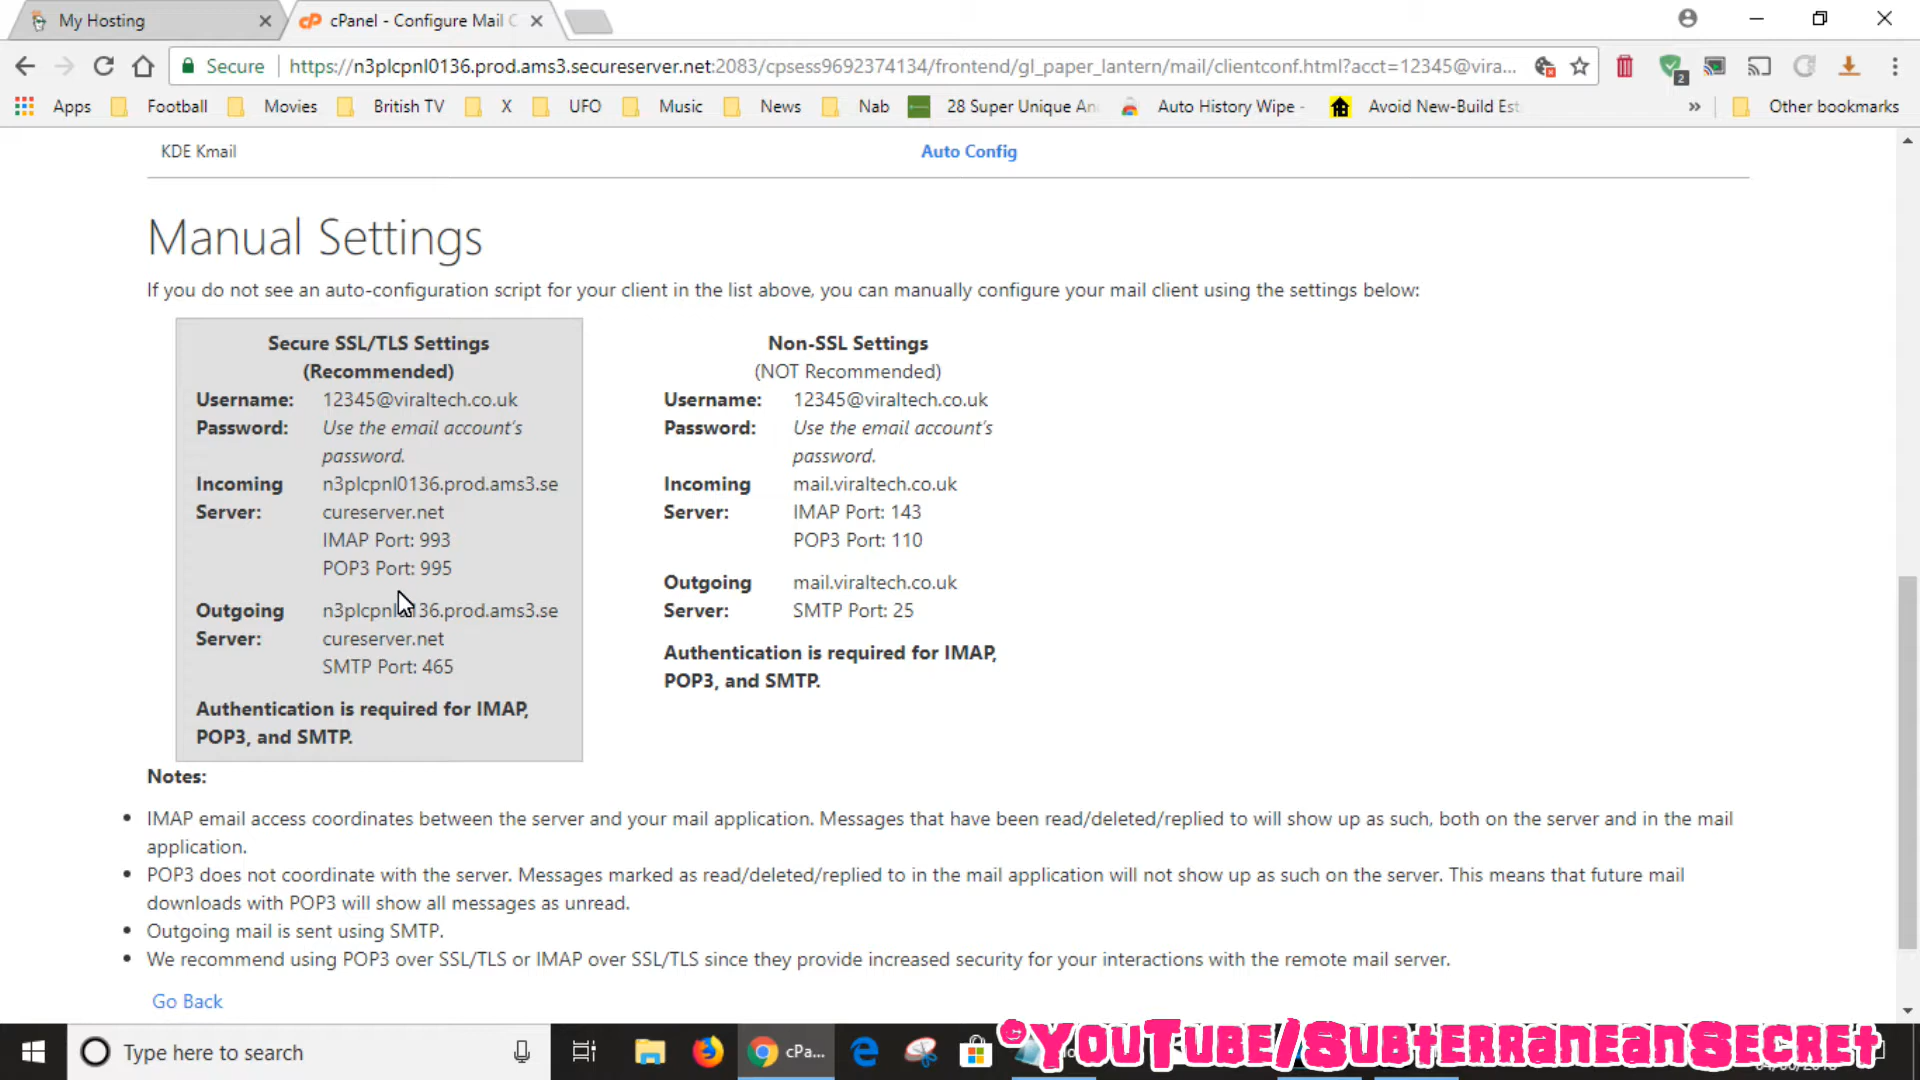 My Hosting
cPanel - Configure Mail C
Secure
https://n3plcpnl0136.prod.ams3.secureserver.net:2083/cpsess9692374134/frontend/gl_paper_lantern/mail/clientconf.html?acct=12345@vira...
2
Apps
Football
Movies
British TV
X
UFO
Music
News
Nab
28 Super Unique An
Auto History Wipe -
Avoid New-Build Est
»
Other bookmarks
KDE Kmail
Auto Config
Manual Settings
If you do not see an auto-configuration script for your client in the list above, you can manually configure your mail client using the settings below:
Secure SSL/TLS Settings
(Recommended)
Username: 12345@viraltech.co.uk
Password: Use the email account's
password.
Incoming n3plcpnl0136.prod.ams3.se
Server: cureserver.net
IMAP Port: 993
POP3 Port: 995
Outgoing n3plcpnl0136.prod.ams3.se
Server: cureserver.net
SMTP Port: 465
Authentication is required for IMAP,
POP3, and SMTP.
Non-SSL Settings
(NOT Recommended)
Username: 12345@viraltech.co.uk
Password: Use the email account's
password.
Incoming mail.viraltech.co.uk
Server: IMAP Port: 143
POP3 Port: 110
Outgoing mail.viraltech.co.uk
Server: SMTP Port: 25
Authentication is required for IMAP,
POP3, and SMTP.
Notes:
• IMAP email access coordinates between the server and your mail application. Messages that have been read/deleted/replied to will show up as such, both on the server and in the mail
application.
• POP3 does not coordinate with the server. Messages marked as read/deleted/replied to in the mail application will not show up as such on the server. This means that future mail
downloads with POP3 will show all messages as unread.
• Outgoing mail is sent using SMTP.
• We recommend using POP3 over SSL/TLS or IMAP over SSL/TLS since they provide increased security for your interactions with the remote mail server.
Go Back
Type here to search
cPa...
YouTube/SubterraneanSecret